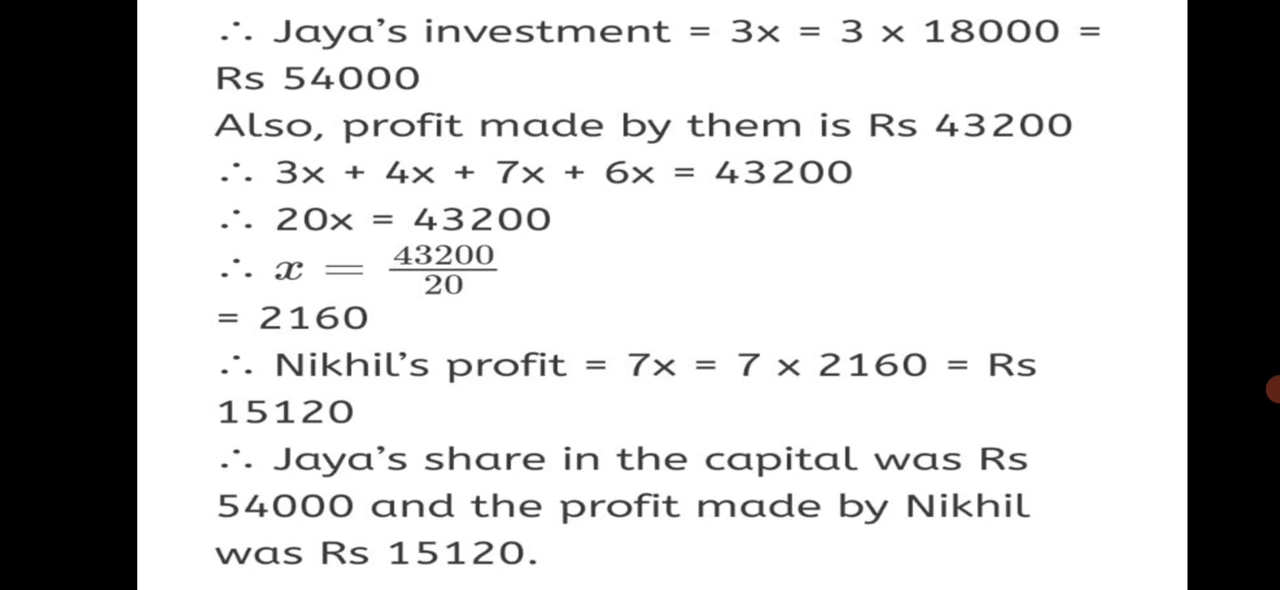 ∴ Jaya’s investment = 3x = 3 × 18000 =
Rs 54000
Also, profit made by them is Rs 43200
∴ 3x + 4x + 7x + 6x = 43200
∴ 20x = 43200
∴ x = 43200/20
= 2160
∴ Nikhil’s profit = 7x = 7 × 2160 = Rs
15120
∴ Jaya’s share in the capital was Rs
54000 and the profit made by Nikhil
was Rs 15120.